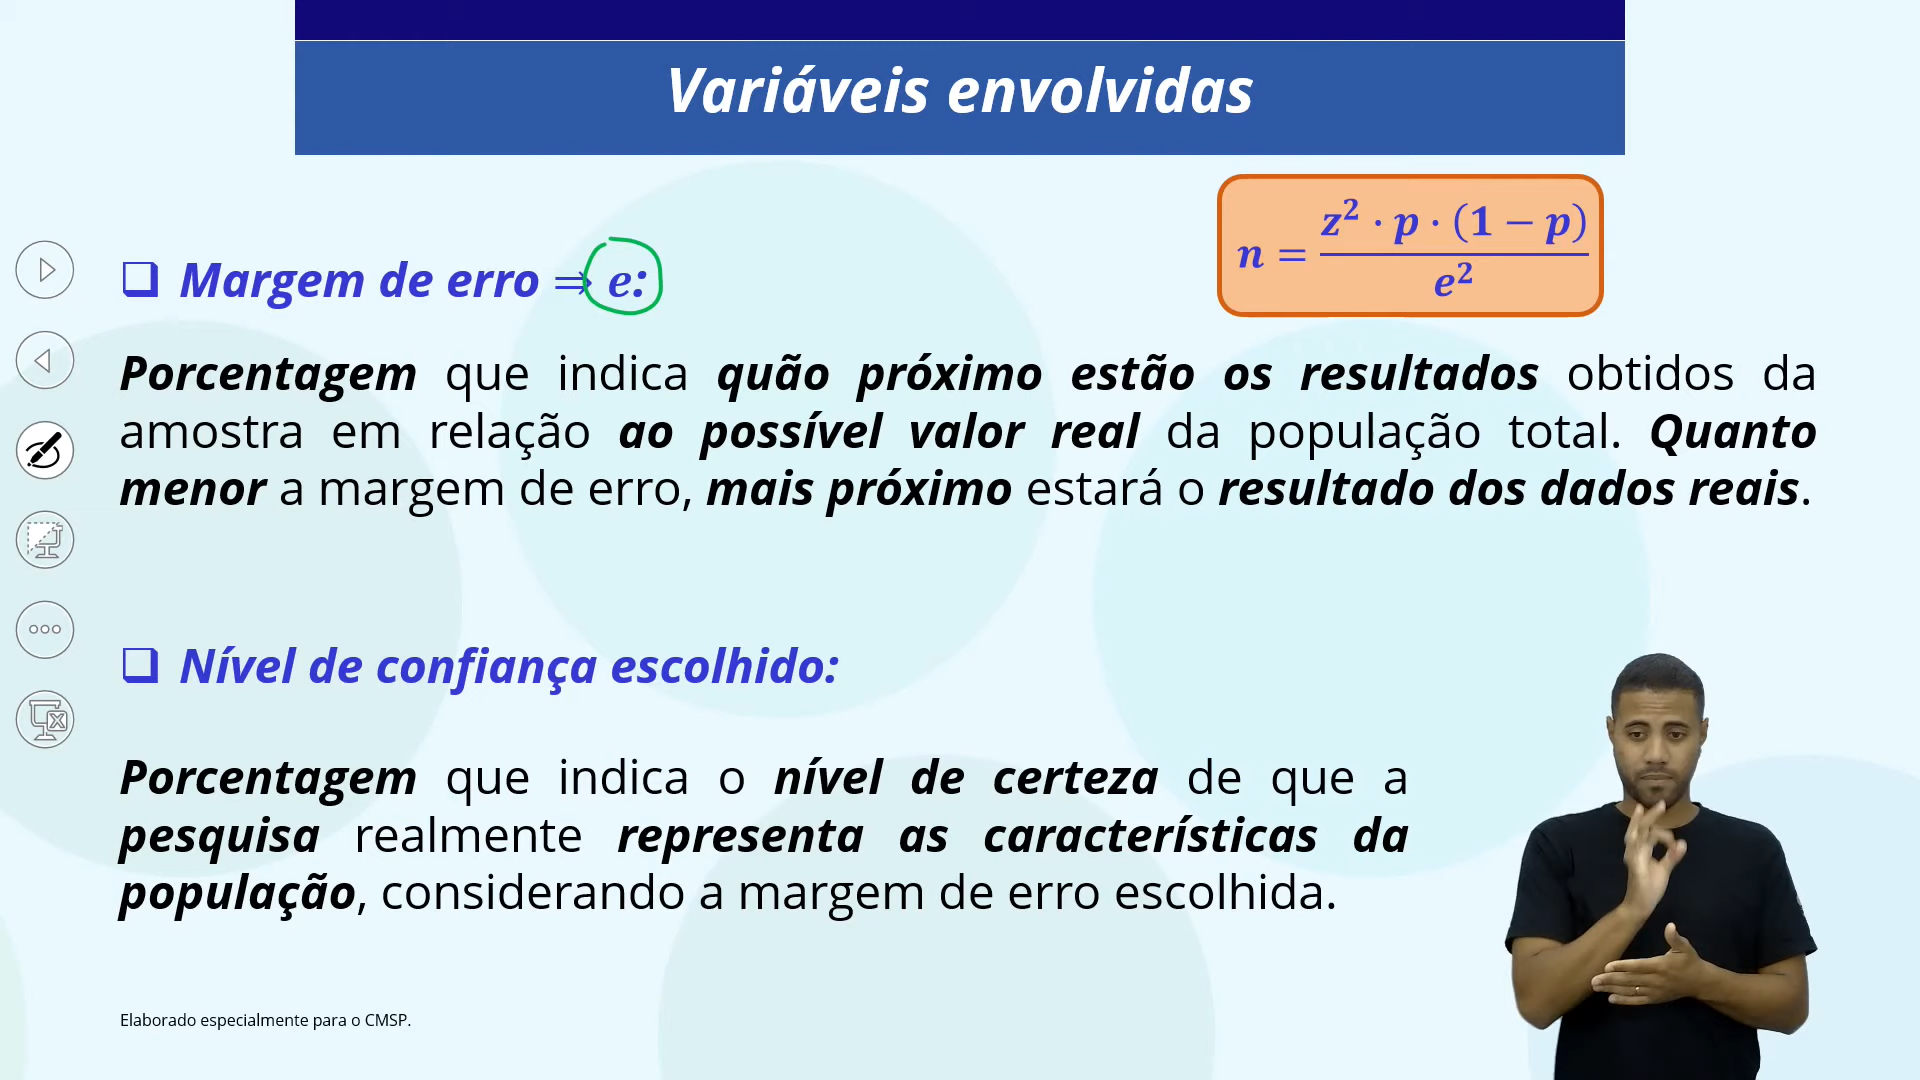 Variáveis envolvidas
n = z² · p · (1 − p) / e²
❑ Margem de erro ⇒ e:
Porcentagem que indica quão próximo estão os resultados obtidos da
amostra em relação ao possível valor real da população total. Quanto
menor a margem de erro, mais próximo estará o resultado dos dados reais.
❑ Nível de confiança escolhido:
Porcentagem que indica o nível de certeza de que a
pesquisa realmente representa as características da
população, considerando a margem de erro escolhida.
Elaborado especialmente para o CMSP.